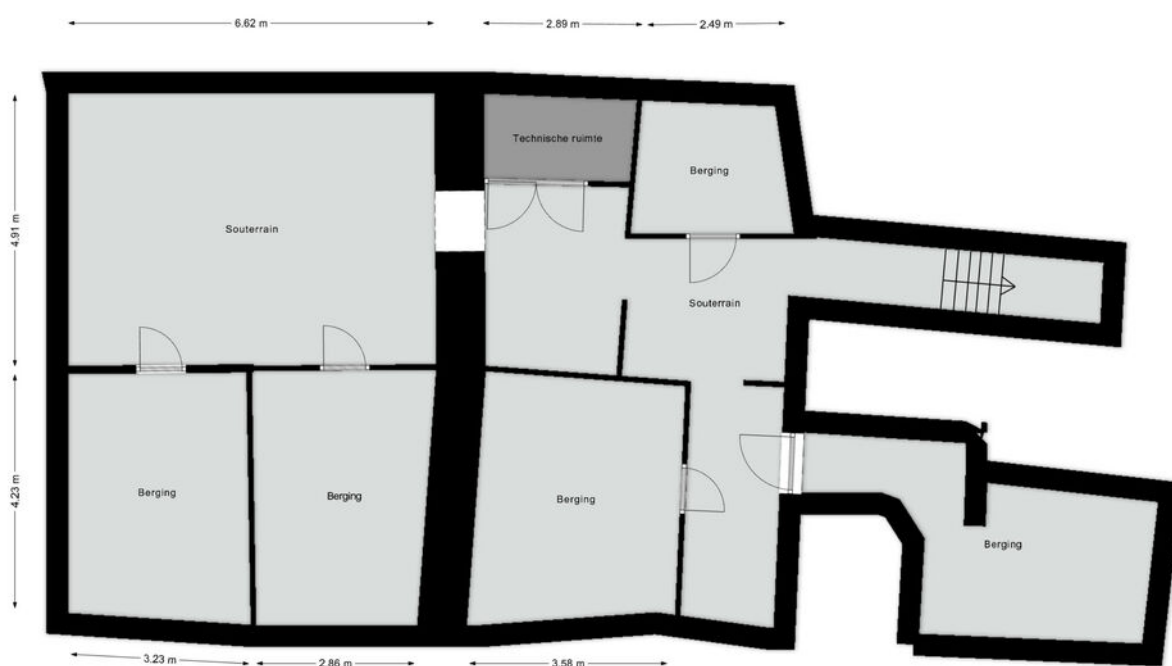 6.62 m
2.89 m
2.49 m
Technische ruimte
Berging
4.91 m
Souterrain
Souterrain
4.23 m
Berging
Berging
Berging
Berging
3.23 m
2.86 m
3.58 m